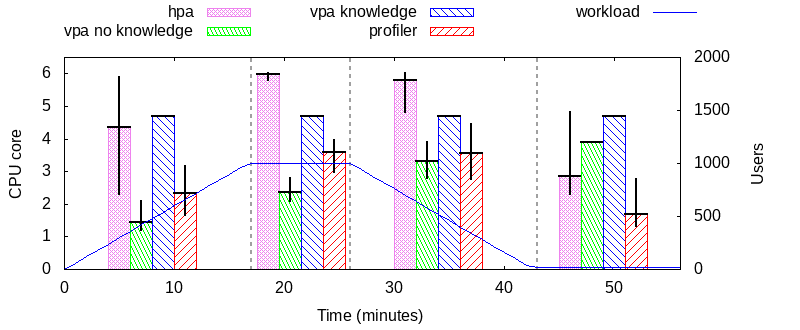 hpa vpa knowledge workload
vpa no knowledge profiler
6 2000
5 1500
4
3 1000
2 500
1
0 0
CPU core
Users
0 10 20 30 40 50
Time (minutes)